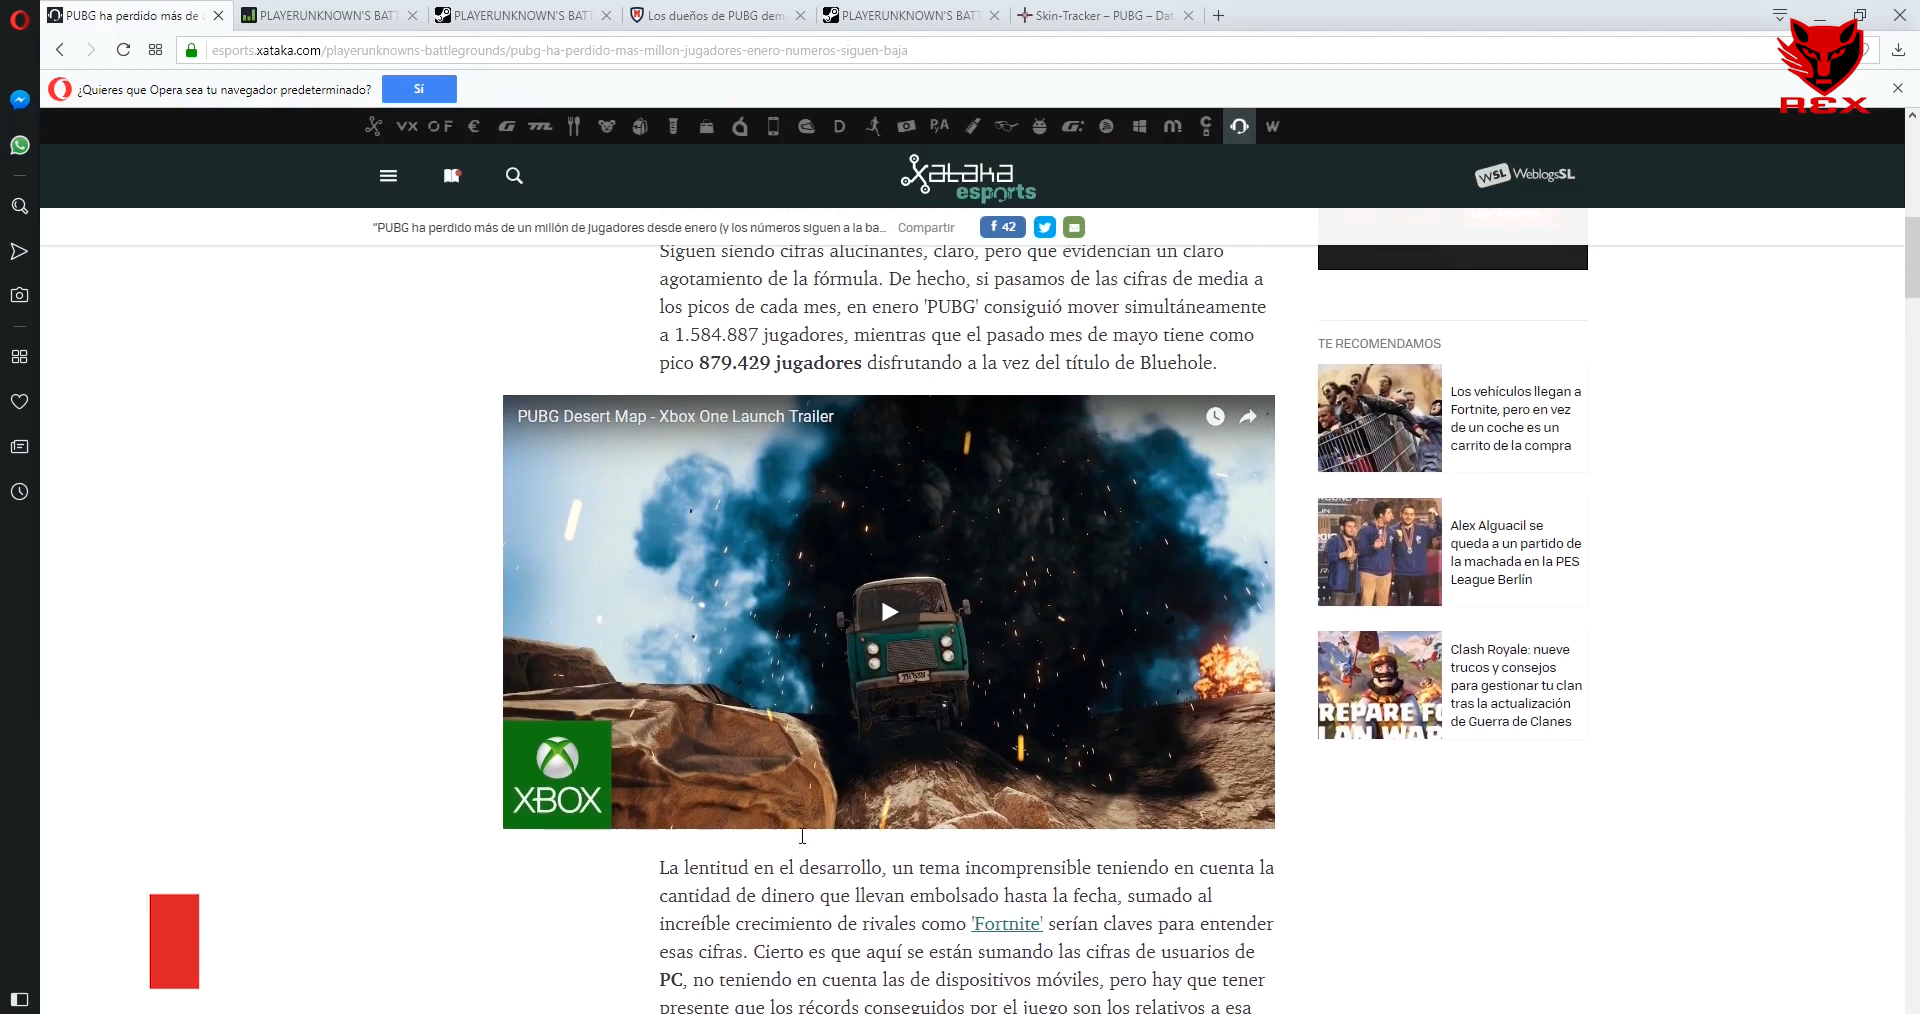 PUBG ha perdido más de u
PLAYERUNKNOWN'S BATT
PLAYERUNKNOWN'S BATT
Los dueños de PUBG dem
PLAYERUNKNOWN'S BATT
Skin-Tracker – PUBG – Dat
esports.xataka.com/playerunknowns-battlegrounds/pubg-ha-perdido-mas-millon-jugadores-enero-numeros-siguen-baja
REX
¿Quieres que Opera sea tu navegador predeterminado?
Sí
xataka
esports
WSL WeblogsSL
"PUBG ha perdido más de un millón de jugadores desde enero (y los números siguen a la ba...
Compartir
f 42
Siguen siendo cifras alucinantes, claro, pero que evidencian un claro
agotamiento de la fórmula. De hecho, si pasamos de las cifras de media a
los picos de cada mes, en enero 'PUBG' consiguió mover simultáneamente
a 1.584.887 jugadores, mientras que el pasado mes de mayo tiene como
pico 879.429 jugadores disfrutando a la vez del título de Bluehole.
PUBG Desert Map - Xbox One Launch Trailer
XBOX
La lentitud en el desarrollo, un tema incomprensible teniendo en cuenta la
cantidad de dinero que llevan embolsado hasta la fecha, sumado al
increíble crecimiento de rivales como 'Fortnite' serían claves para entender
esas cifras. Cierto es que aquí se están sumando las cifras de usuarios de
PC, no teniendo en cuenta las de dispositivos móviles, pero hay que tener
presente que los récords conseguidos por el juego son los relativos a esa
TE RECOMENDAMOS
Los vehículos llegan a
Fortnite, pero en vez
de un coche es un
carrito de la compra
Alex Alguacil se
queda a un partido de
la machada en la PES
League Berlín
Clash Royale: nueve
trucos y consejos
para gestionar tu clan
tras la actualización
de Guerra de Clanes